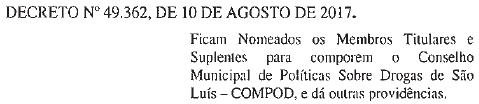 DECRETO Nº 49.362, DE 10 DE AGOSTO DE 2017.
Ficam Nomeados os Membros Titulares e
Suplentes para comporem o Conselho
Municipal de Políticas Sobre Drogas de São
Luís – COMPOD, e dá outras providências.